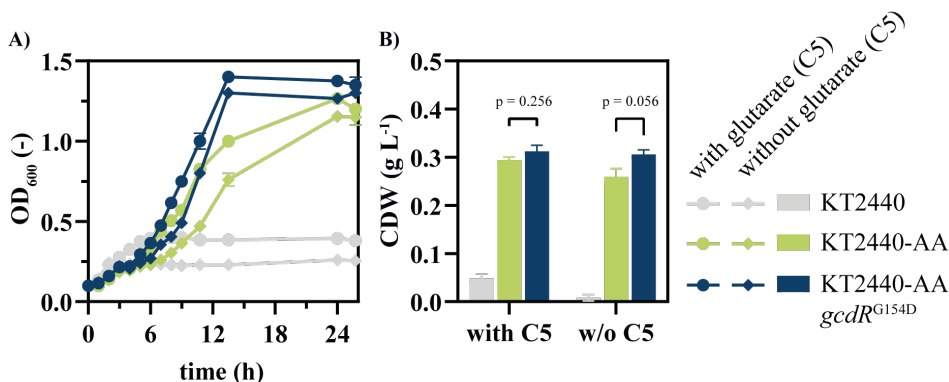 A)
OD600 (-)
1.5
1.0
0.5
0.0
0
6
12
18
24
time (h)
B)
CDW (g L-1)
0.5
0.4
0.3
0.2
0.1
0.0
p = 0.256
p = 0.056
with C5
w/o C5
with glutarate (C5)
without glutarate (C5)
KT2440
KT2440-AA
KT2440-AA
gcdRG154D